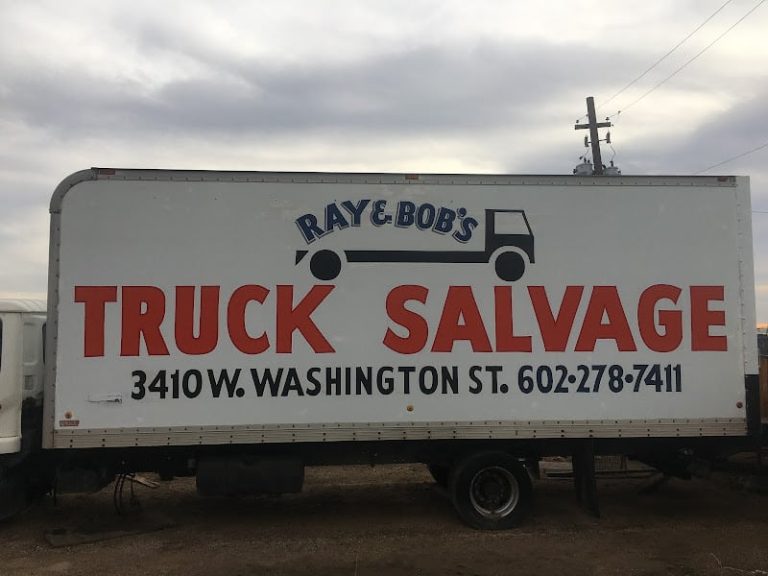 RAY & BOB'S
TRUCK SALVAGE
3410 W. WASHINGTON ST. 602·278·7411